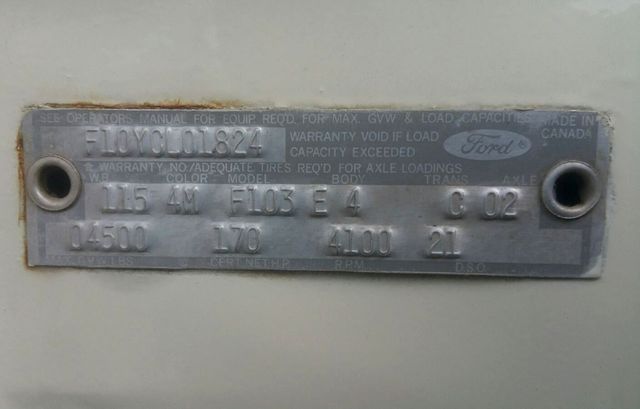 SEE OPERATORS MANUAL FOR EQUIP REQ'D. FOR MAX. GVW & LOAD CAPACITIES
MADE IN CANADA
F10YCL01824
WARRANTY VOID IF LOAD
CAPACITY EXCEEDED
Ford ®
WARRANTY NO./ADEQUATE TIRES REQ'D FOR AXLE LOADINGS
W.B. COLOR MODEL BODY TRANS. AXLE
115 4M F103 E 4 C 02
04500 170 4100 21
MAX. G.V.W. LBS. CERT. NET H.P. R.P.M. D.S.O.